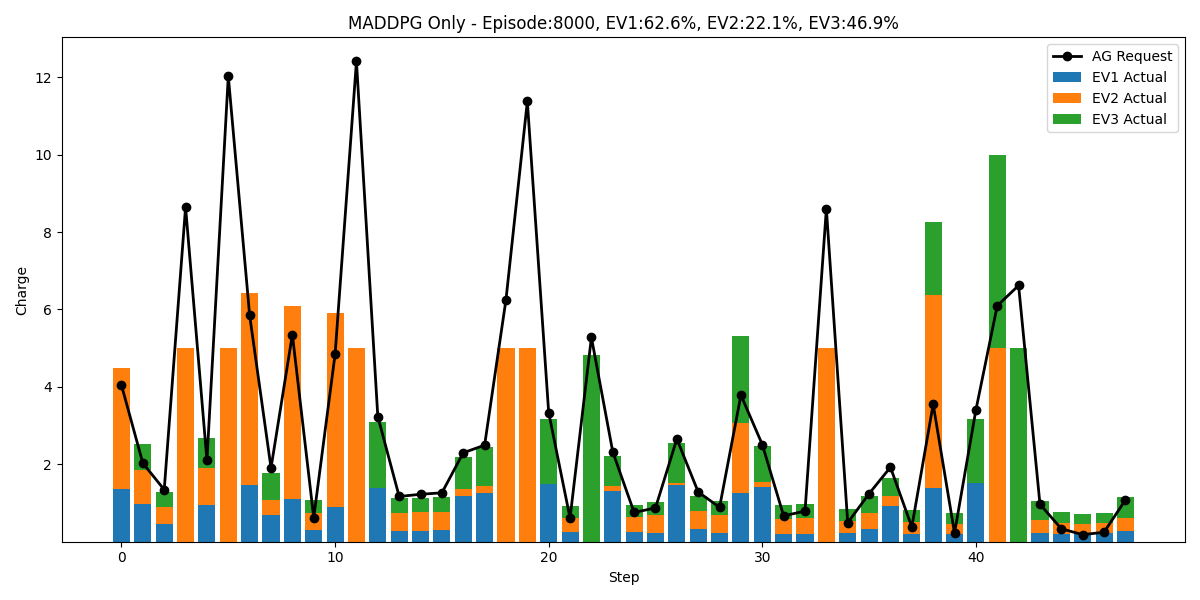 MADDPG Only - Episode:8000, EV1:62.6%, EV2:22.1%, EV3:46.9%
AG Request
EV1 Actual
EV2 Actual
EV3 Actual
12
10
8
6
4
2
Charge
0 10 20 30 40
Step